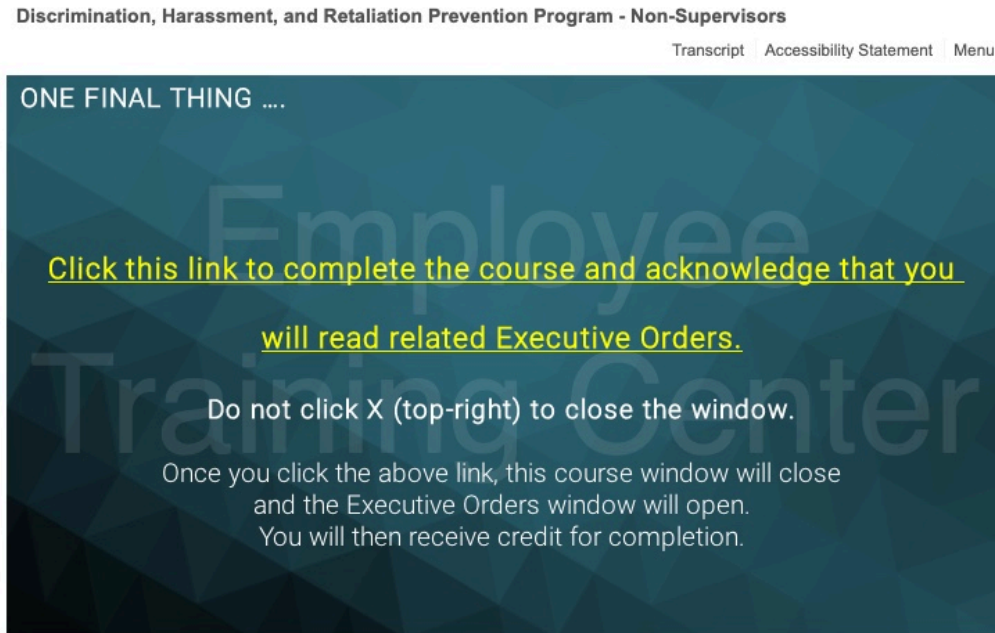 Discrimination, Harassment, and Retaliation Prevention Program - Non-Supervisors
Transcript Accessibility Statement Menu
ONE FINAL THING ....
Employee
Click this link to complete the course and acknowledge that you
will read related Executive Orders.
Training Center
Do not click X (top-right) to close the window.
Once you click the above link, this course window will close
and the Executive Orders window will open.
You will then receive credit for completion.